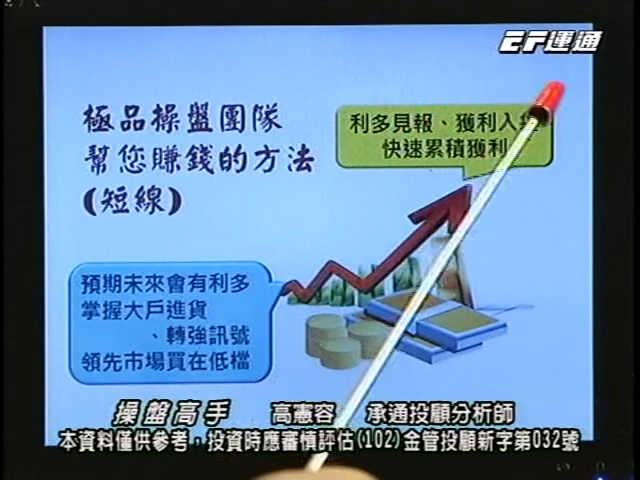 EF運通
極品操盤團隊
幫您賺錢的方法
(短線)
利多見報、獲利入
快速累積獲利
預期未來會有利多
掌握大戶進貨
、轉強訊號
領先市場買在低檔
操盤高手 高憲容 承通投顧分析師
本資料僅供參考，投資時應審慎評估(102)金管投顧新字第032號